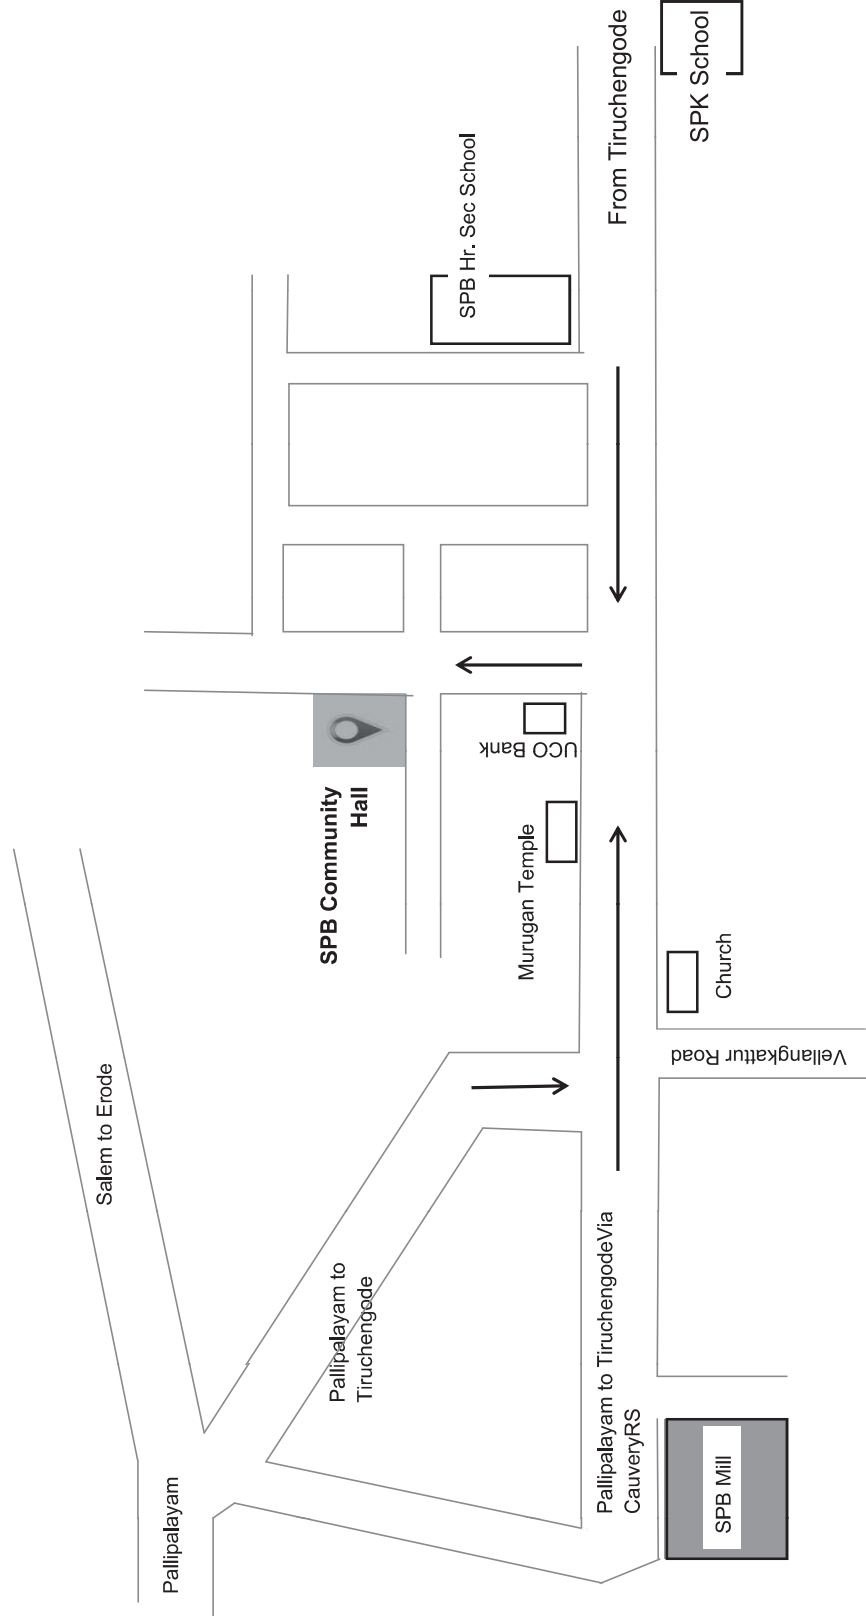 Salem to Erode
Pallipalayam
SPB Community
Hall
Pallipalayam to
Tiruchengode
SPB Hr. Sec School
UCO Bank
Murugan Temple
From Tiruchengode
Pallipalayam to TiruchengodeVia
CauveryRS
SPK School
Church
Vellangkattur Road
SPB Mill